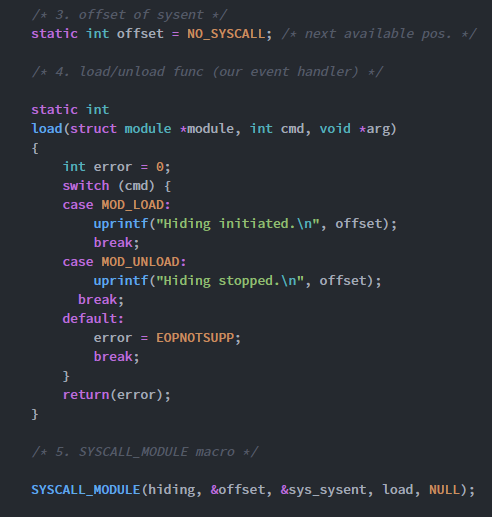 /* 3. offset of sysent */
static int offset = NO_SYSCALL; /* next available pos. */
/* 4. load/unload func (our event handler) */
static int
load(struct module *module, int cmd, void *arg)
{
    int error = 0;
    switch (cmd) {
    case MOD_LOAD:
        uprintf("Hiding initiated.\n", offset);
        break;
    case MOD_UNLOAD:
        uprintf("Hiding stopped.\n", offset);
      break;
    default:
        error = EOPNOTSUPP;
        break;
    }
    return(error);
}
/* 5. SYSCALL_MODULE macro */
SYSCALL_MODULE(hiding, &offset, &sys_sysent, load, NULL);